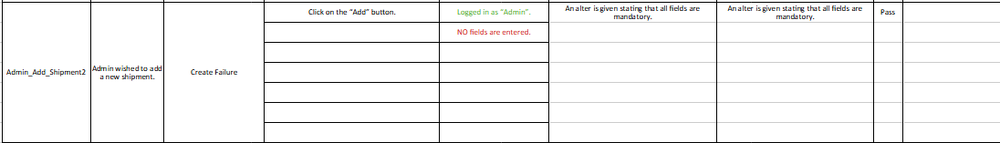 Click on the “Add” button.
Logged in as “Admin”.
An alter is given stating that all fields are
mandatory.
An alter is given stating that all fields are
mandatory.
Pass
NO fields are entered.
Admin_Add_Shipment2
Admin wished to add
a new shipment.
Create Failure